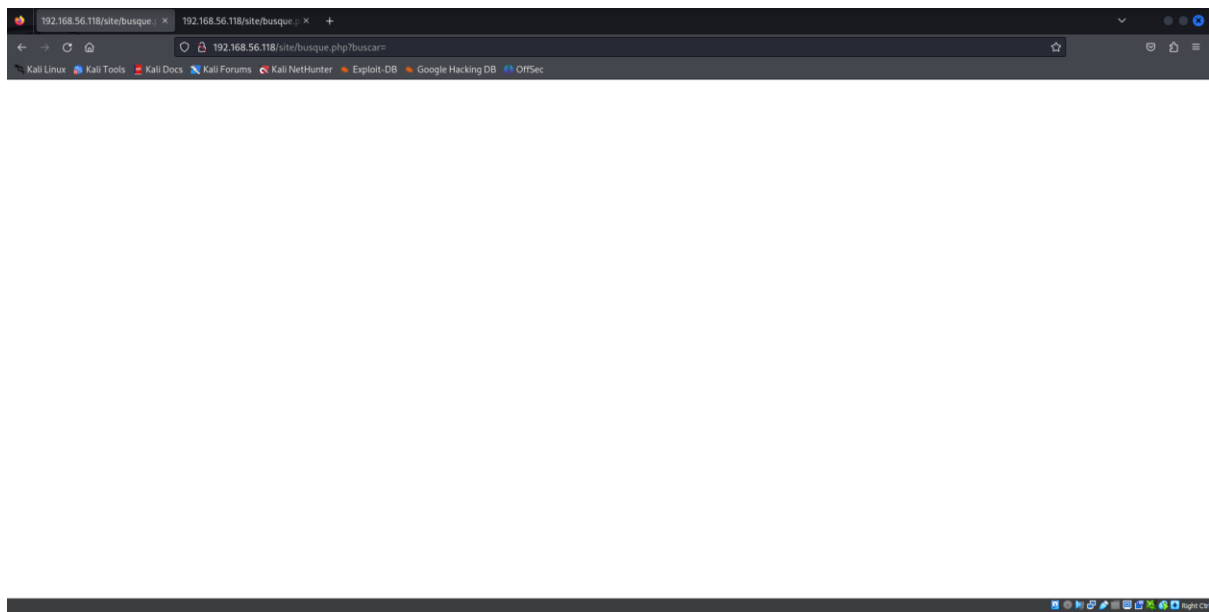 192.168.56.118/site/busque.p
192.168.56.118/site/busque.p
192.168.56.118/site/busque.php?buscar=
Kali Linux Kali Tools Kali Docs Kali Forums Kali NetHunter Exploit-DB Google Hacking DB OffSec
Right Ctr